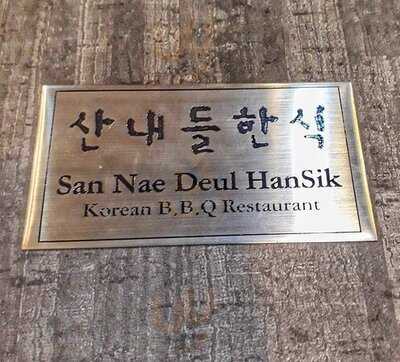 산내들한식
San Nae Deul HanSik
Korean B.B.Q Restaurant